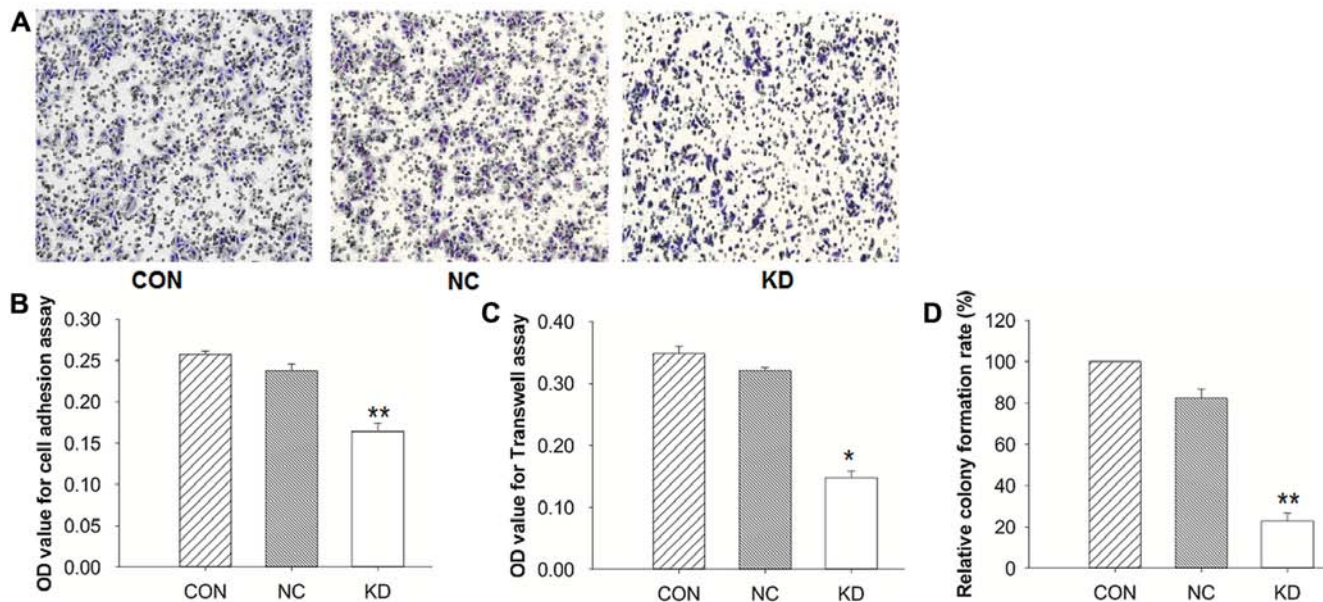 A
CON NC KD
B
OD value for cell adhesion assay
0.30
0.25
0.20
0.15
0.10
0.05
0.00
**
CON NC KD
C
OD value for Transwell assay
0.40
0.30
0.20
0.10
0.00
*
CON NC KD
D
Relative colony formation rate (%)
120
100
80
60
40
20
0
**
CON NC KD